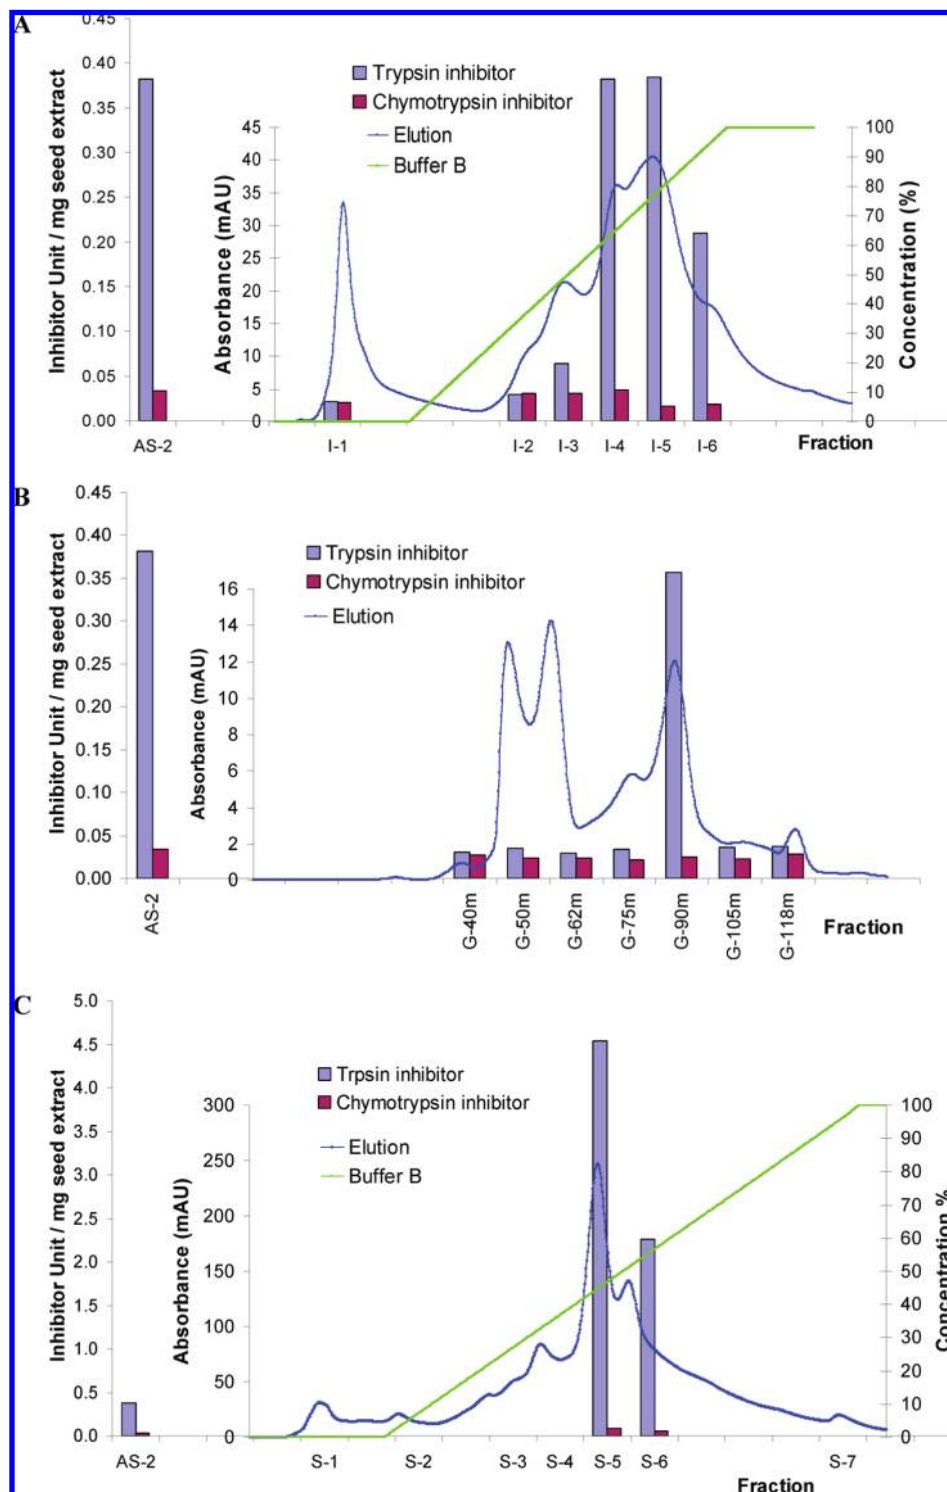 A
Inhibitor Unit / mg seed extract
0.45
0.40
0.35
0.30
0.25
0.20
0.15
0.10
0.05
0.00
AS-2
Trypsin inhibitor
Chymotrypsin inhibitor
Elution
Buffer B
Absorbance (mAU)
45
40
35
30
25
20
15
10
5
0
100
90
80
70
60
50
40
30
20
10
0
Concentration (%)
I-1
I-2
I-3
I-4
I-5
I-6
Fraction
B
Inhibitor Unit / mg seed extract
0.45
0.40
0.35
0.30
0.25
0.20
0.15
0.10
0.05
0.00
AS-2
Trypsin inhibitor
Chymotrypsin inhibitor
Elution
Absorbance (mAU)
16
14
12
10
8
6
4
2
0
G-40m
G-50m
G-62m
G-75m
G-90m
G-105m
G-118m
Fraction
C
Inhibitor Unit / mg seed extract
5.0
4.5
4.0
3.5
3.0
2.5
2.0
1.5
1.0
0.5
0.0
AS-2
Trpsin inhibitor
Chymotrypsin inhibitor
Elution
Buffer B
Absorbance (mAU)
300
250
200
150
100
50
0
100
90
80
70
60
50
40
30
20
10
0
Concentration %
S-1
S-2
S-3
S-4
S-5
S-6
S-7
Fraction